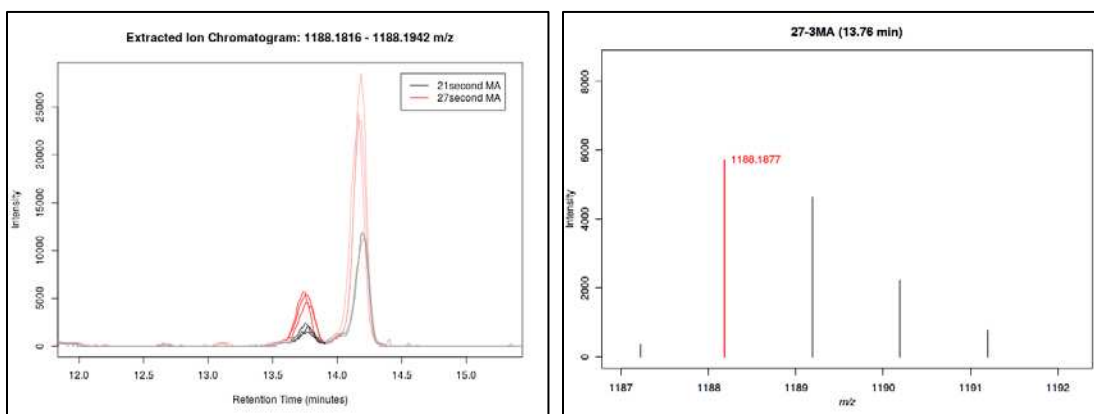 Extracted Ion Chromatogram: 1188.1816 - 1188.1942 m/z
21second MA
27second MA
Intensity
25000
20000
15000
10000
5000
0
12.0 12.5 13.0 13.5 14.0 14.5 15.0
Retention Time (minutes)
27-3MA (13.76 min)
Intensity
8000
6000
4000
2000
0
1188.1877
1187 1188 1189 1190 1191 1192
m/z